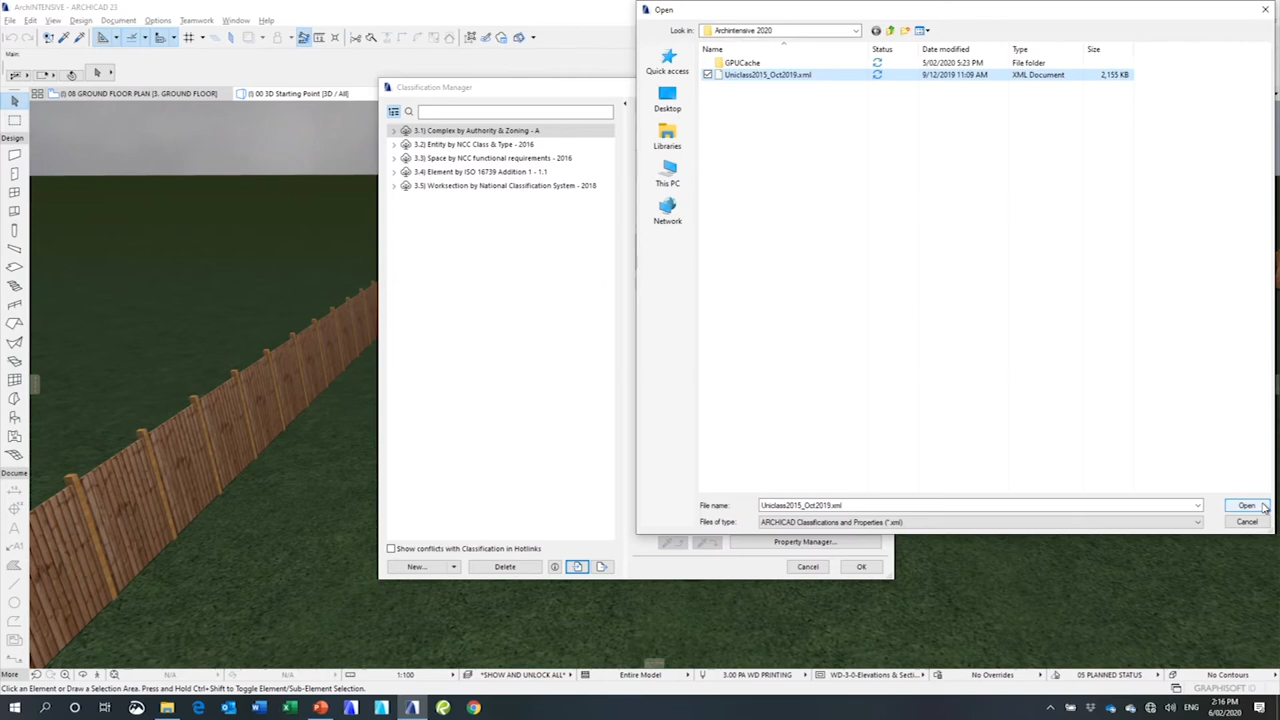 ArchINTENSIVE - ARCHICAD 23
File Edit View Design Document Options Teamwork Window Help
Main:
(!) 08 GROUND FLOOR PLAN [3. GROUND FLOOR]
(!) 00 3D Starting Point [3D / All]
Design
Docume
More
Classification Manager
3.1) Complex by Authority & Zoning - A
3.2) Entity by NCC Class & Type - 2016
3.3) Space by NCC functional requirements - 2016
3.4) Element by ISO 16739 Addition 1 - 1.1
3.5) Worksection by National Classification System - 2018
Show conflicts with Classification in Hotlinks
New...
Delete
Property Manager...
Cancel
OK
Open
Look in:
Archintensive 2020
Quick access
Desktop
Libraries
This PC
Network
Name Status Date modified Type Size
GPUCache 5/02/2020 5:23 PM File folder
Uniclass2015_Oct2019.xml 9/12/2019 11:09 AM XML Document 2,155 KB
File name:
Uniclass2015_Oct2019.xml
Open
Files of type:
ARCHICAD Classifications and Properties (*.xml)
Cancel
N/A N/A 1:100 *SHOW AND UNLOCK ALL* Entire Model 3.00 PA WD PRINTING WD-3-0-Elevations & Secti... No Overrides 05 PLANNED STATUS No Contours
Click an Element or Draw a Selection Area. Press and Hold Ctrl+Shift to Toggle Element/Sub-Element Selection.
GRAPHISOFT
ENG
2:16 PM
6/02/2020